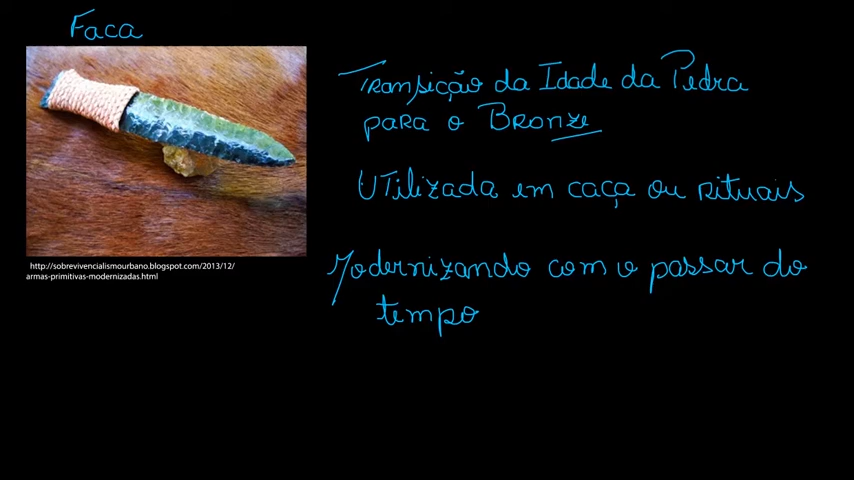 Faca
Transição da Idade da Pedra
para o Bronze
Utilizada em caça ou rituais
Modernizando com o passar do
tempo
http://sobrevivencialismourbano.blogspot.com/2013/12/
armas-primitivas-modernizadas.html